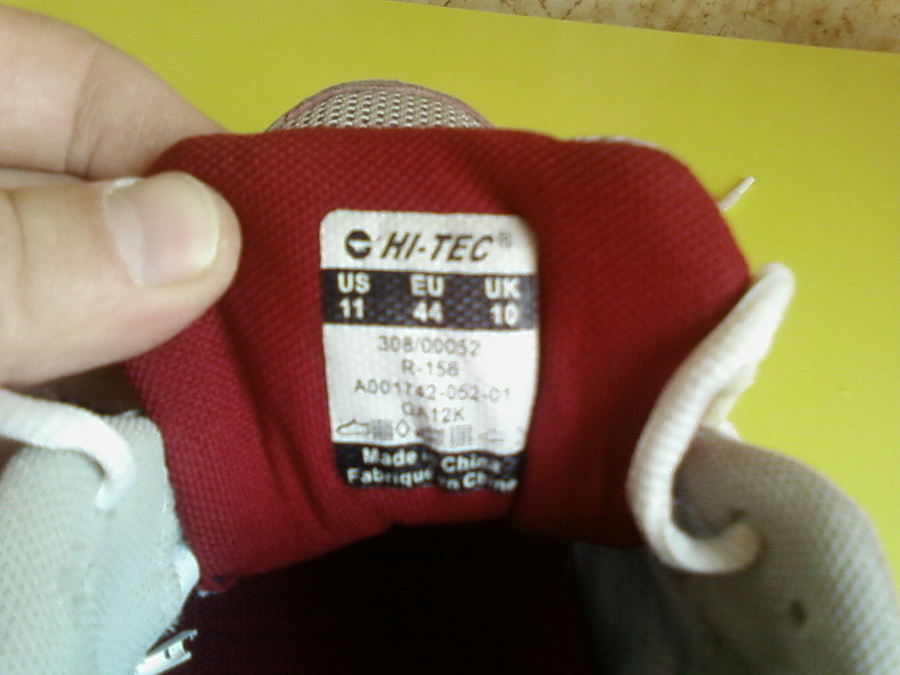 HI-TEC®
US EU UK
11 44 10
308/00052
R-156
A001742-052-01
GA12K
Made in China
Fabriqué en Chine